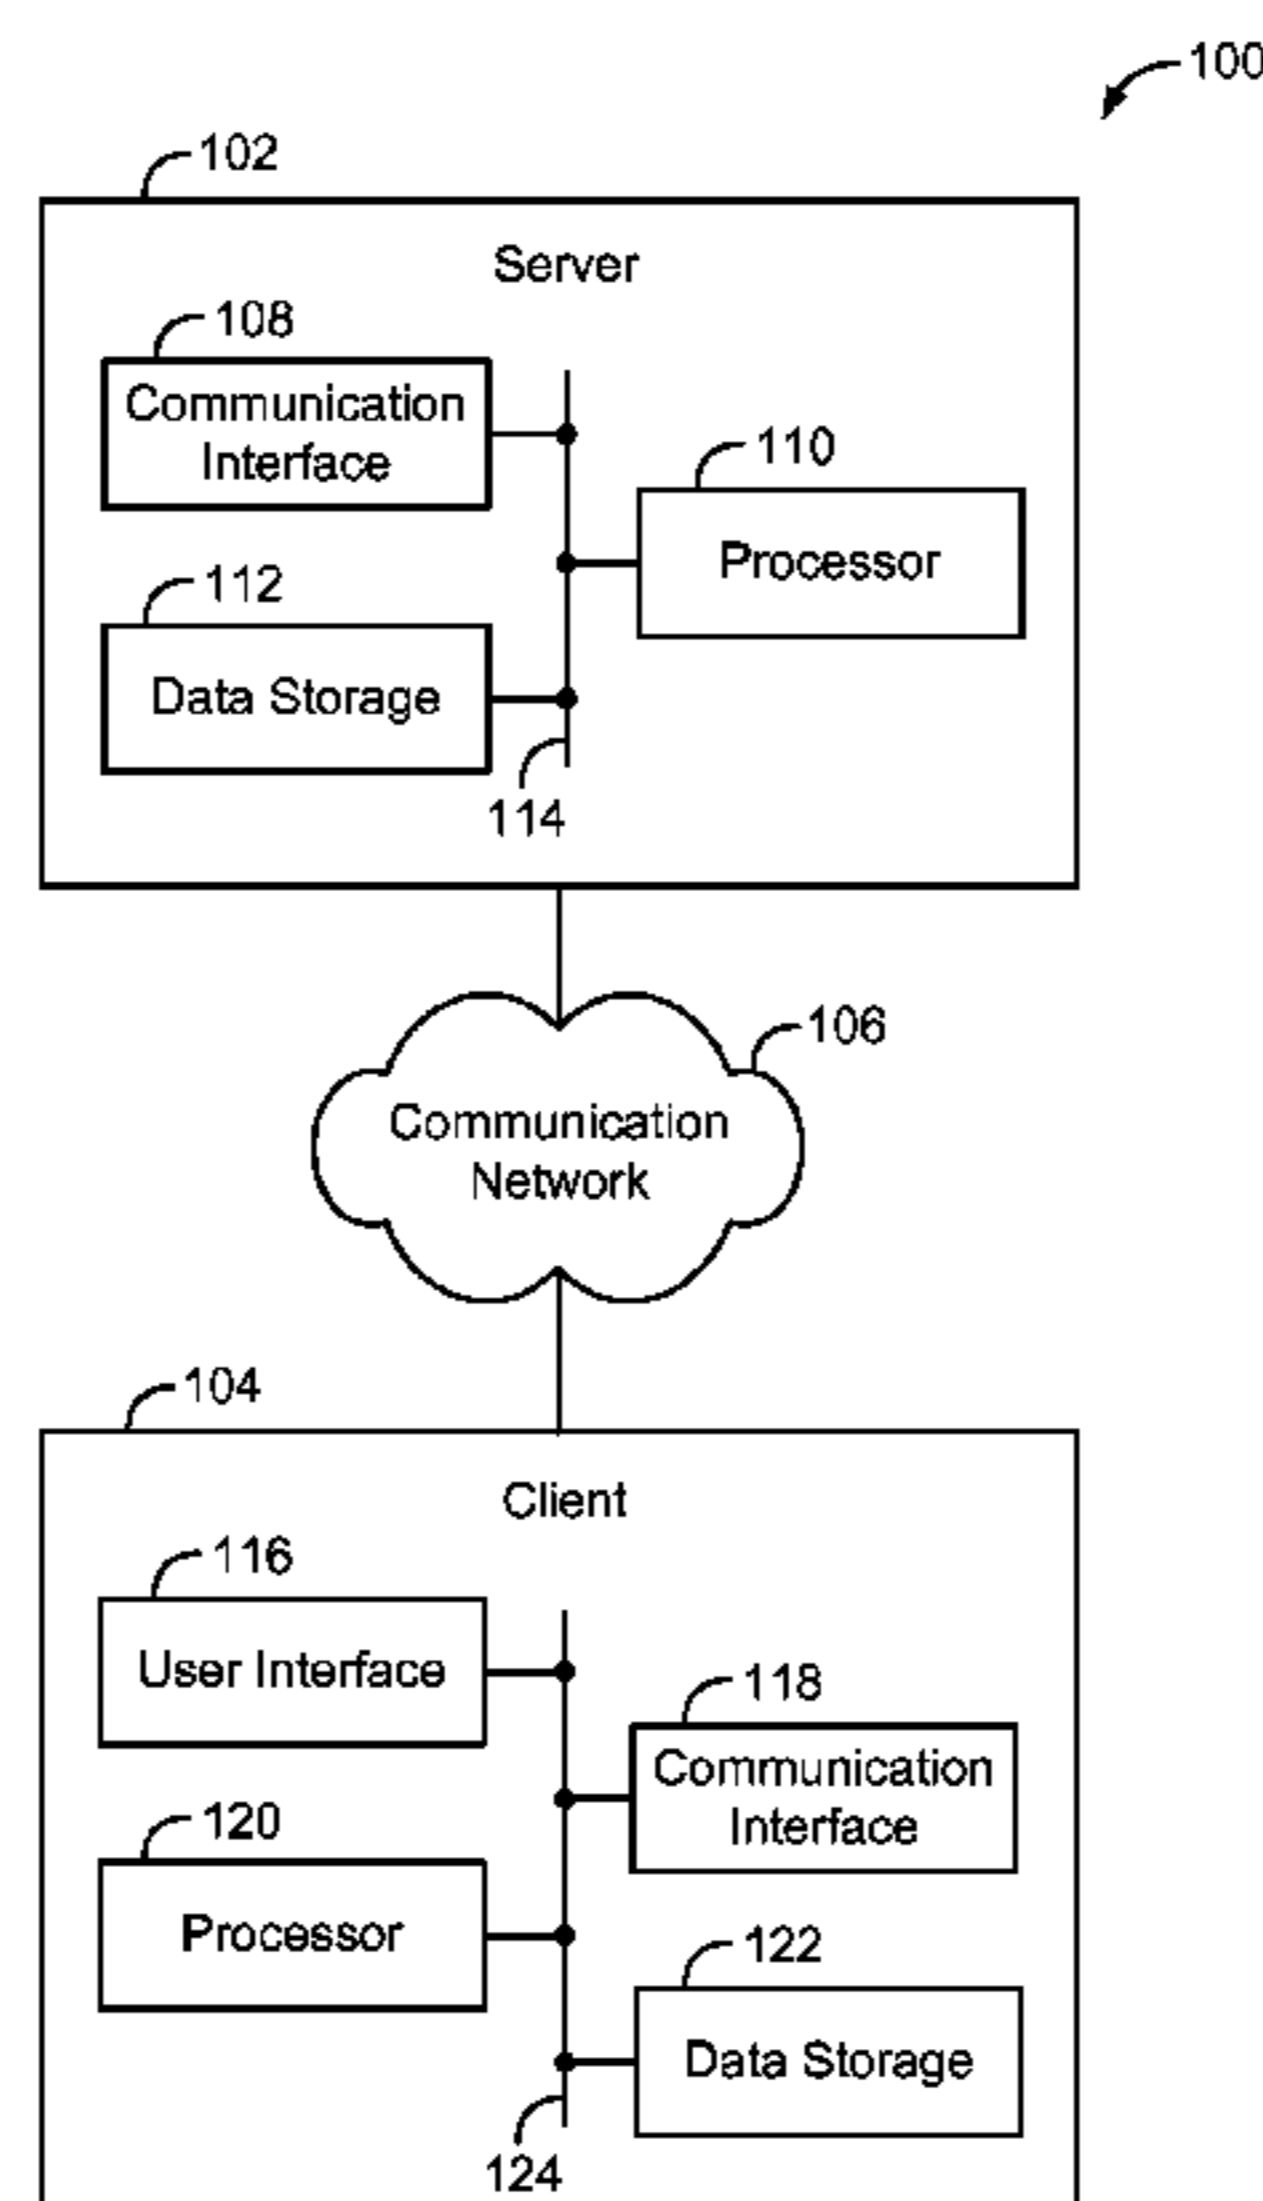 100
102
Server
108
Communication
Interface
110
Processor
112
Data Storage
114
106
Communication
Network
104
Client
116
User Interface
118
Communication
Interface
120
Processor
122
Data Storage
124